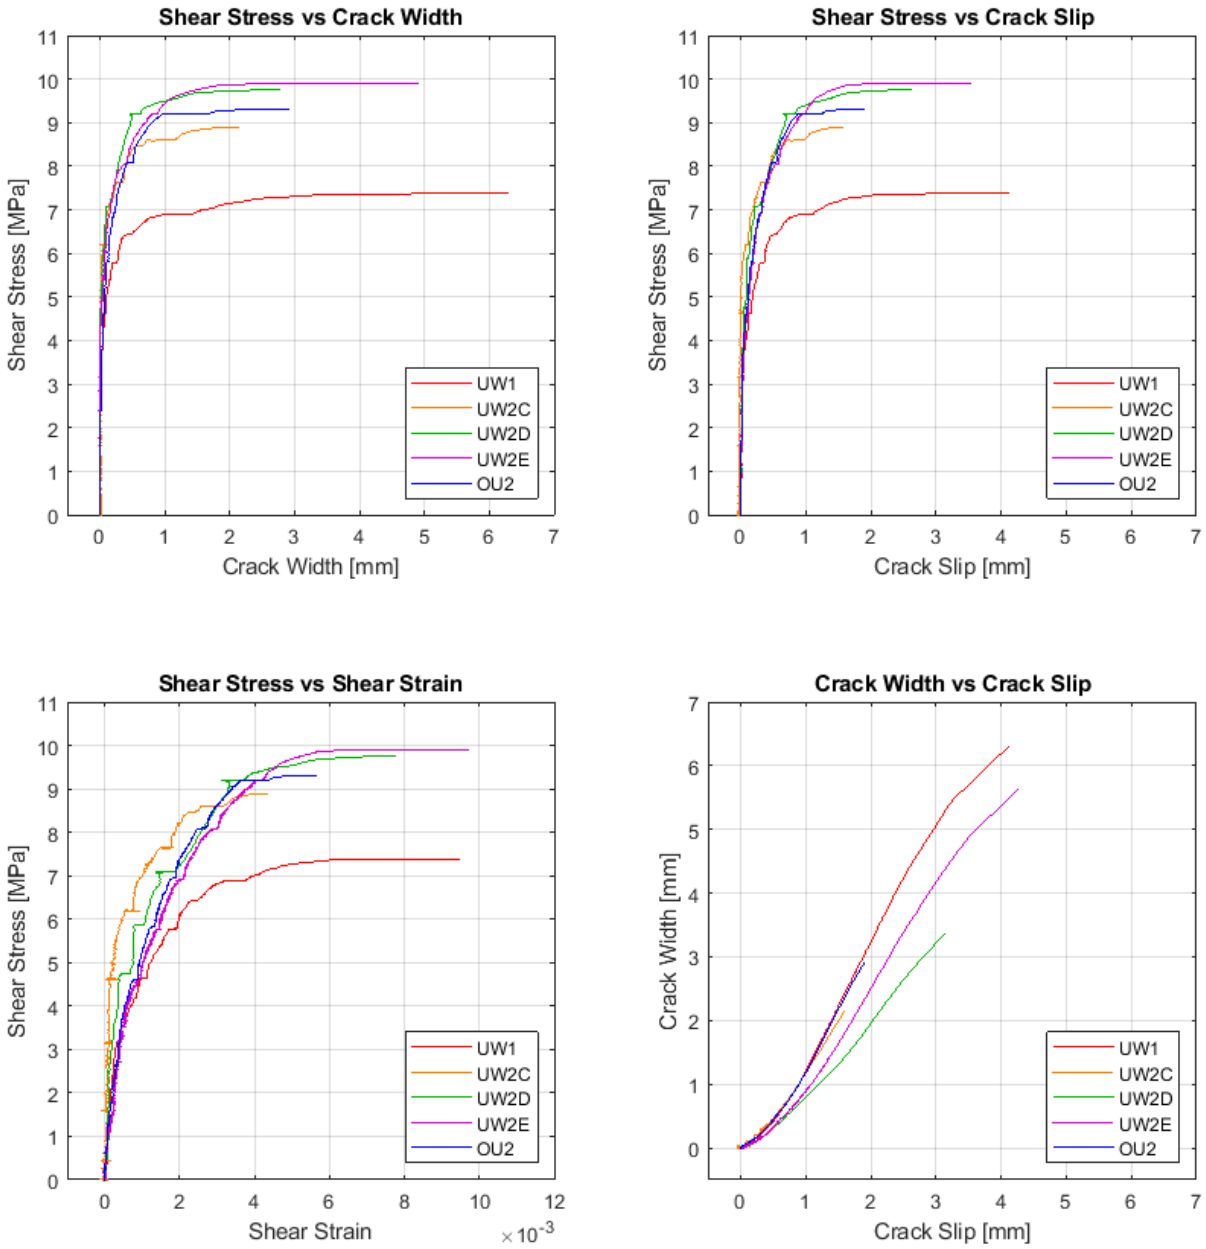 Shear Stress vs Crack Width
11
10
9
8
7
6
5
4
3
2
1
0
Shear Stress [MPa]
0 1 2 3 4 5 6 7
Crack Width [mm]
UW1
UW2C
UW2D
UW2E
OU2
Shear Stress vs Crack Slip
11
10
9
8
7
6
5
4
3
2
1
0
Shear Stress [MPa]
0 1 2 3 4 5 6 7
Crack Slip [mm]
UW1
UW2C
UW2D
UW2E
OU2
Shear Stress vs Shear Strain
11
10
9
8
7
6
5
4
3
2
1
0
Shear Stress [MPa]
0 2 4 6 8 10 12
Shear Strain
×10⁻³
UW1
UW2C
UW2D
UW2E
OU2
Crack Width vs Crack Slip
7
6
5
4
3
2
1
0
Crack Width [mm]
0 1 2 3 4 5 6 7
Crack Slip [mm]
UW1
UW2C
UW2D
UW2E
OU2